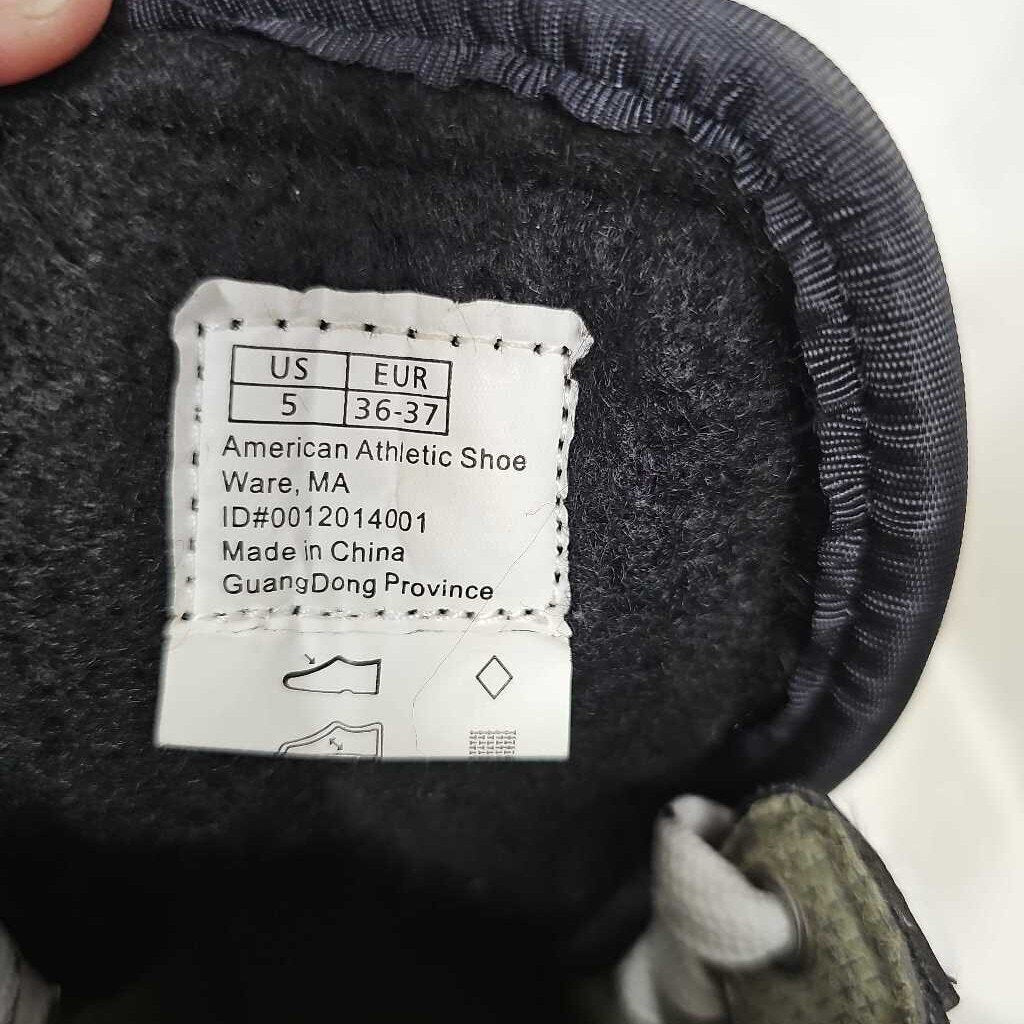 US EUR
5 36-37
American Athletic Shoe
Ware, MA
ID#0012014001
Made in China
GuangDong Province